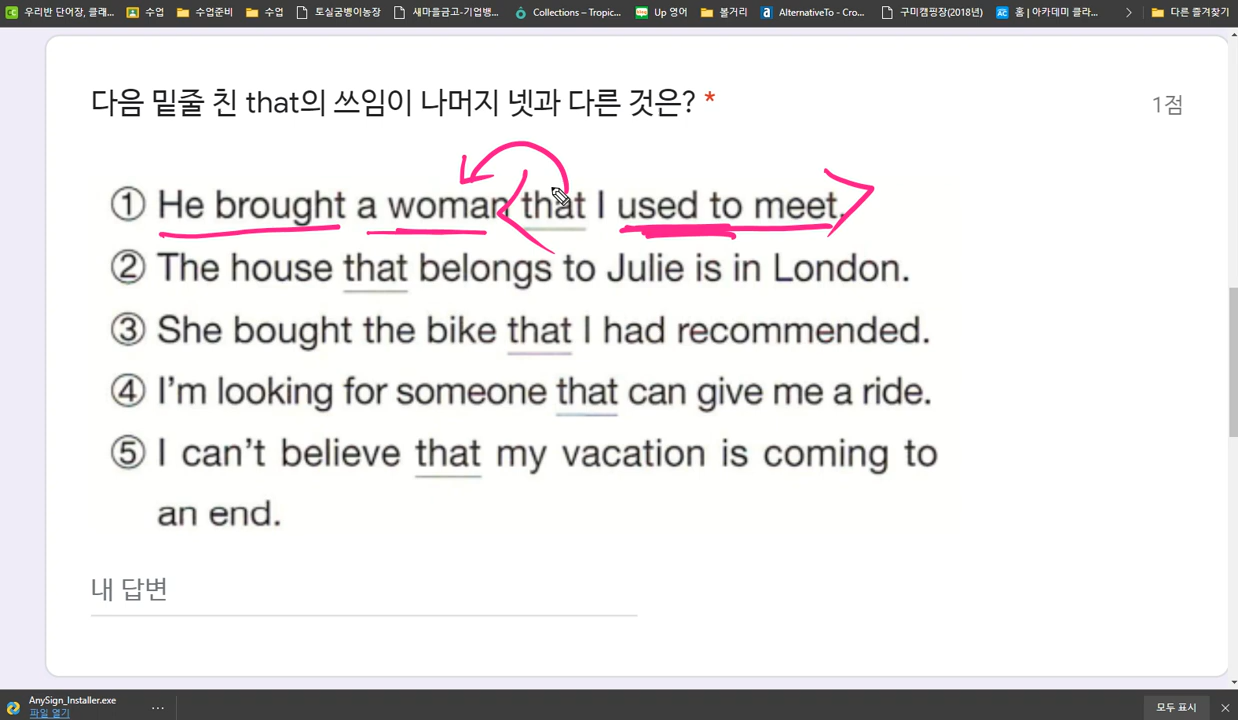 우리반 단어장, 클래... 수업 수업준비 수업 토실굼벵이농장 새마을금고-기업뱅... Collections – Tropic... Up 영어 볼거리 AlternativeTo - Cro... 구미캠핑장(2018년) 홈 | 아카데미 클라... 다른 즐겨찾기
다음 밑줄 친 that의 쓰임이 나머지 넷과 다른 것은? *
1점
① He brought a woman that I used to meet.
② The house that belongs to Julie is in London.
③ She bought the bike that I had recommended.
④ I'm looking for someone that can give me a ride.
⑤ I can't believe that my vacation is coming to
an end.
내 답변
AnySign_Installer.exe
파일 열기
...
모두 표시